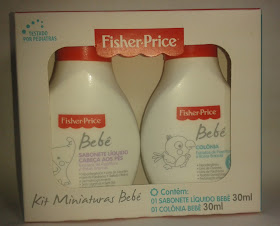 TESTADO
POR PEDIATRAS
Fisher-Price
Fisher-Price
Bebê
SABONETE LÍQUIDO
CABEÇA AOS PÉS
Fisher-Price
Bebê
COLÔNIA
Kit Miniaturas Bebê
Contém:
01 SABONETE LÍQUIDO BEBÊ 30ml
01 COLÔNIA BEBÊ 30ml